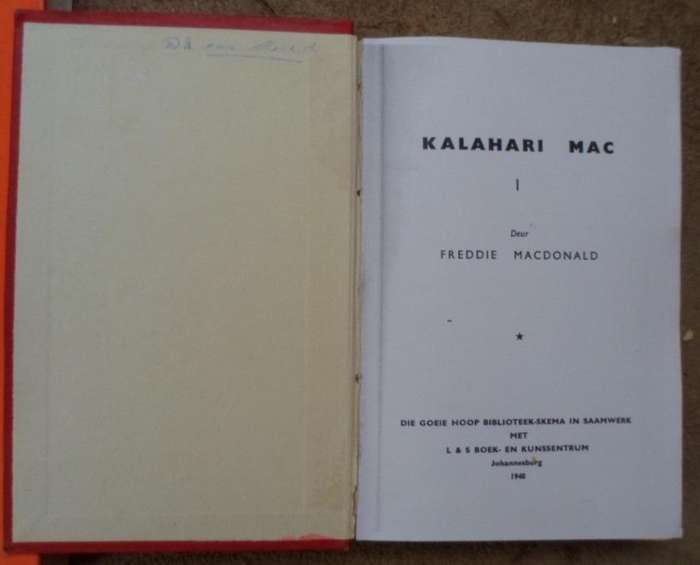 KALAHARI MAC
I
Deur
FREDDIE MACDONALD
DIE GOEIE HOOP BIBLIOTEEK-SKEMA IN SAAMWERK
MET
L & S BOEK- EN KUNSSENTRUM
Johannesburg
1940